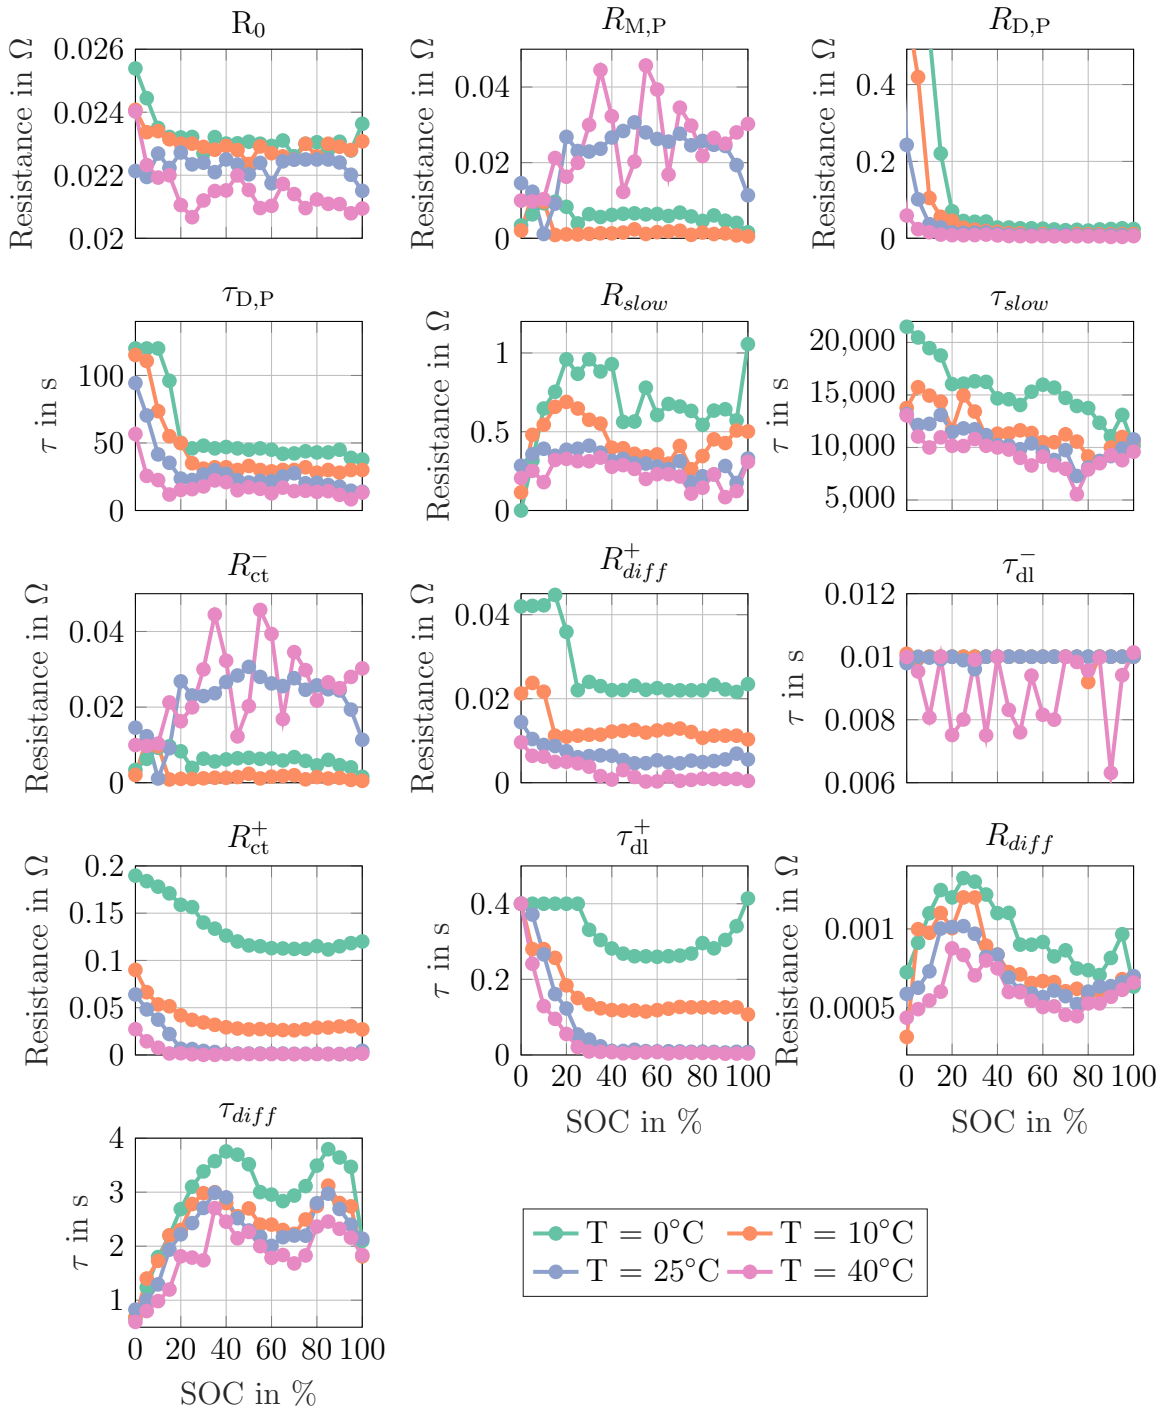 R0 RM,P RD,P
Resistance in Ω
0.026
0.024
0.022
0.02
Resistance in Ω
0.04
0.02
0
Resistance in Ω
0.4
0.2
0
τD,P Rslow τslow
τ in s
100
50
0
Resistance in Ω
1
0.5
0
τ in s
20,000
15,000
10,000
5,000
R−ct R+diff τ−dl
Resistance in Ω
0.04
0.02
0
Resistance in Ω
0.04
0.02
0
τ in s
0.012
0.01
0.008
0.006
R+ct τ+dl Rdiff
Resistance in Ω
0.2
0.15
0.1
0.05
0
τ in s
0.4
0.2
0
0 20 40 60 80 100
SOC in %
Resistance in Ω
0.001
0.0005
0 20 40 60 80 100
SOC in %
τdiff
τ in s
4
3
2
1
0 20 40 60 80 100
SOC in %
T = 0°C T = 10°C
T = 25°C T = 40°C